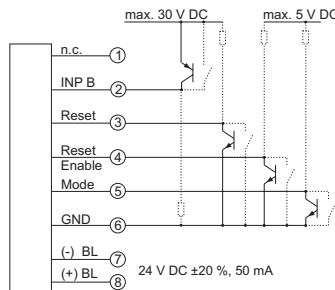 max. 30 V DC
max. 5 V DC
n.c.
1
INP B
2
Reset
3
Reset
Enable
4
Mode
5
GND
6
(-) BL
7
(+) BL
8
24 V DC ±20 %, 50 mA